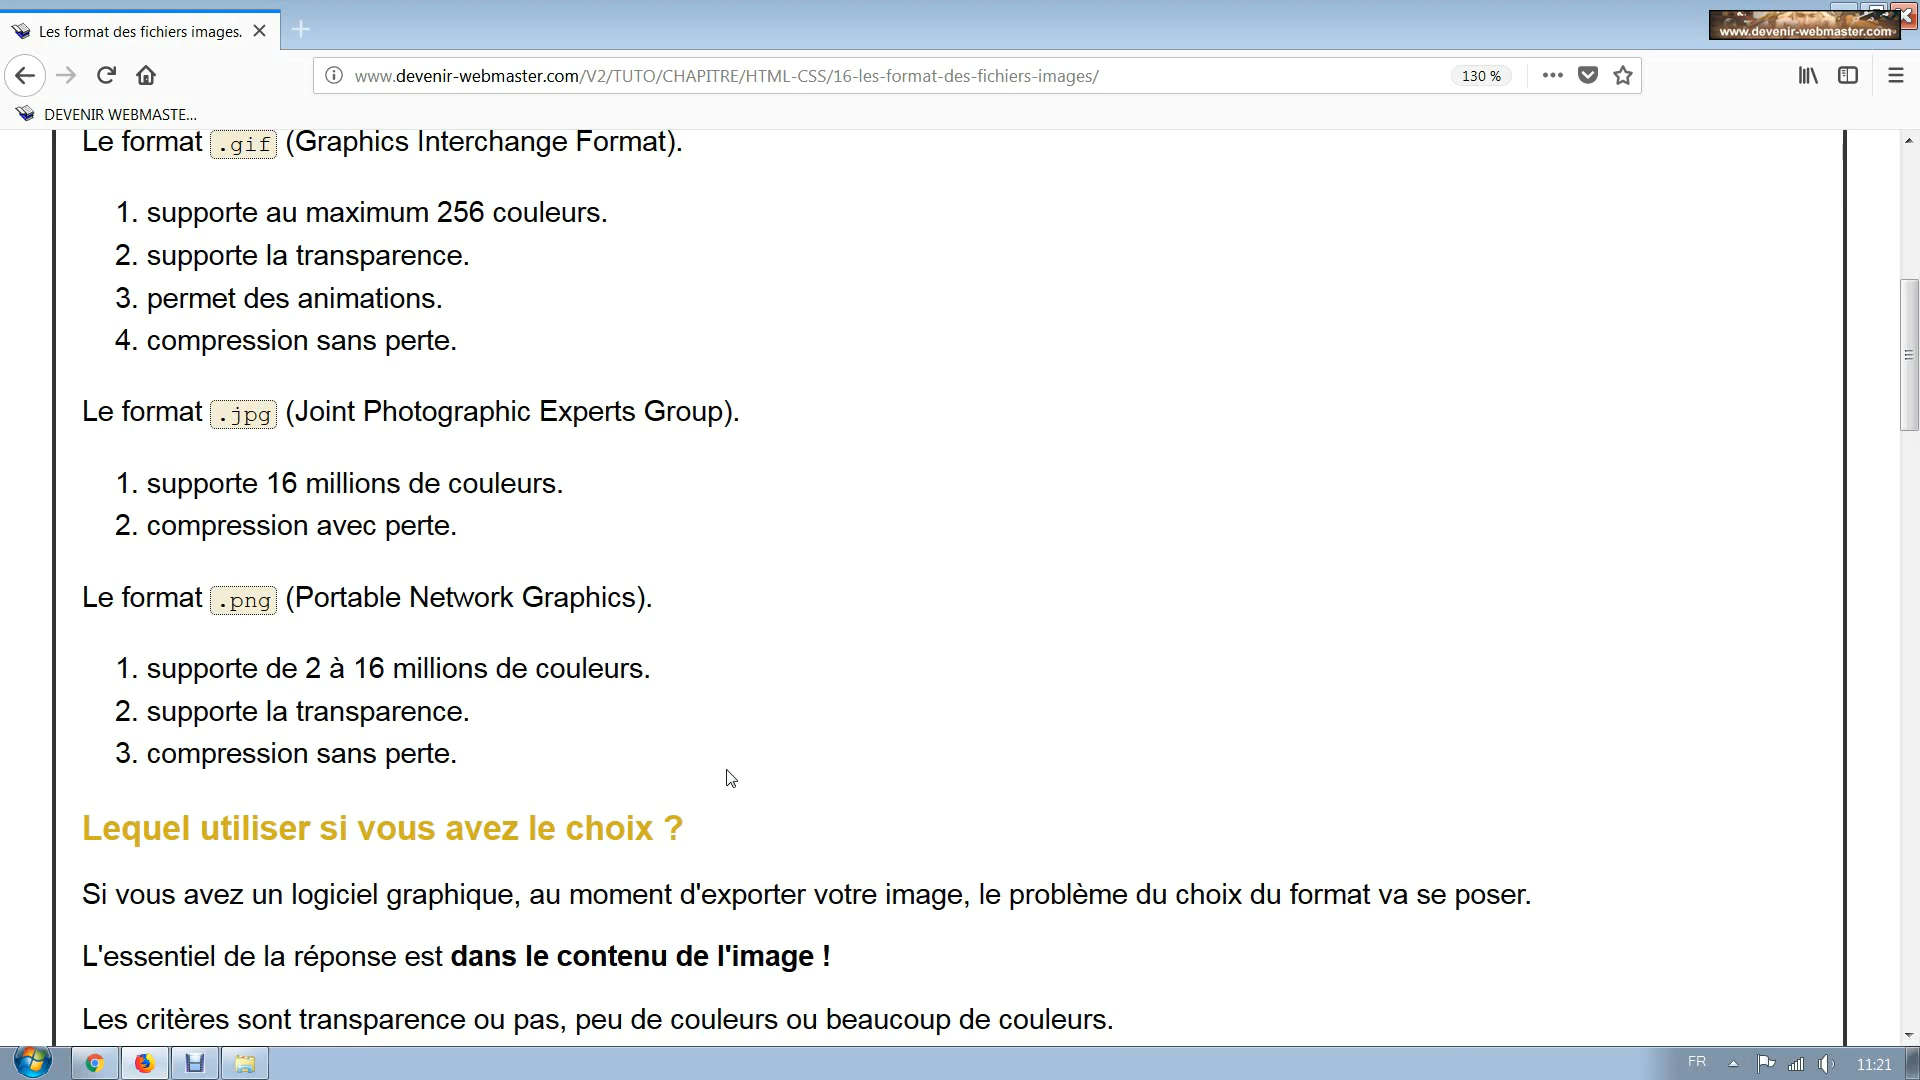 Les format des fichiers images.
www.devenir-webmaster.com
www.devenir-webmaster.com/V2/TUTO/CHAPITRE/HTML-CSS/16-les-format-des-fichiers-images/
130 %
DEVENIR WEBMASTE...
Le format .gif (Graphics Interchange Format).
1. supporte au maximum 256 couleurs.
2. supporte la transparence.
3. permet des animations.
4. compression sans perte.
Le format .jpg (Joint Photographic Experts Group).
1. supporte 16 millions de couleurs.
2. compression avec perte.
Le format .png (Portable Network Graphics).
1. supporte de 2 à 16 millions de couleurs.
2. supporte la transparence.
3. compression sans perte.
Lequel utiliser si vous avez le choix ?
Si vous avez un logiciel graphique, au moment d'exporter votre image, le problème du choix du format va se poser.
L'essentiel de la réponse est dans le contenu de l'image !
Les critères sont transparence ou pas, peu de couleurs ou beaucoup de couleurs.
FR
11:21